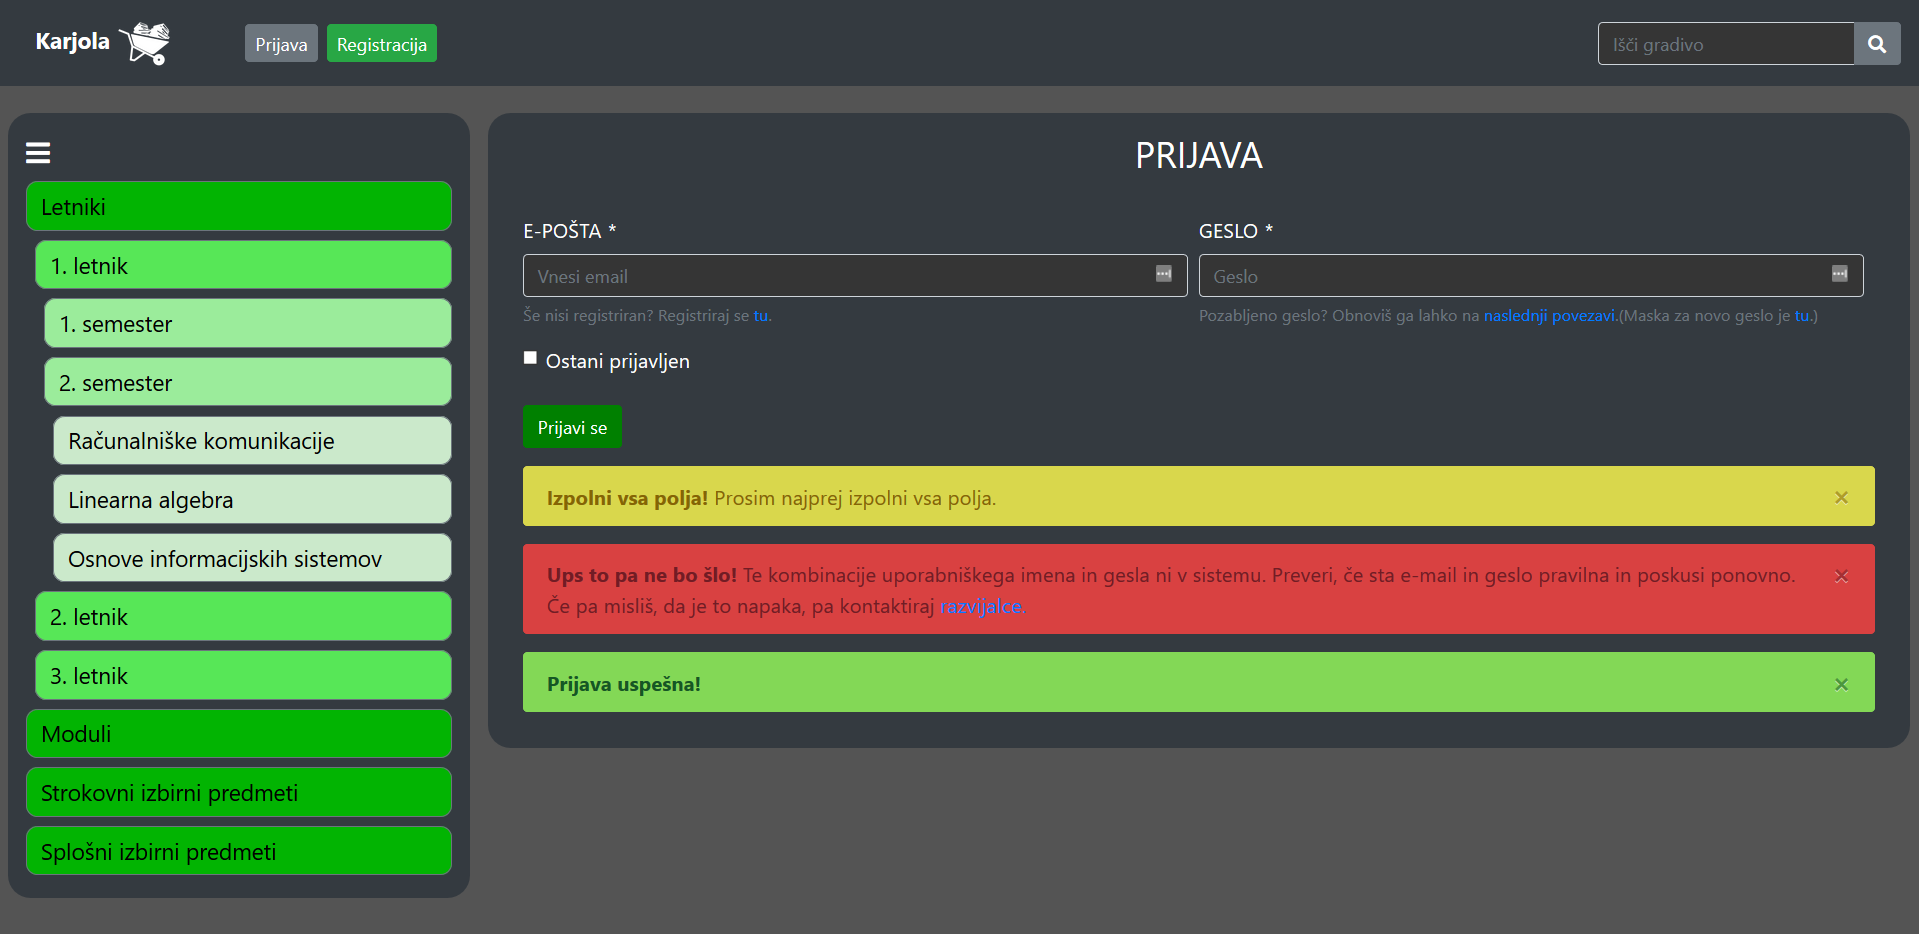 Karjola
Prijava
Registracija
Išči gradivo
Letniki
1. letnik
1. semester
2. semester
Računalniške komunikacije
Linearna algebra
Osnove informacijskih sistemov
2. letnik
3. letnik
Moduli
Strokovni izbirni predmeti
Splošni izbirni predmeti
PRIJAVA
E-POŠTA *
Vnesi email
Še nisi registriran? Registriraj se tu.
GESLO *
Geslo
Pozabljeno geslo? Obnoviš ga lahko na naslednji povezavi.(Maska za novo geslo je tu.)
Ostani prijavljen
Prijavi se
Izpolni vsa polja! Prosim najprej izpolni vsa polja. ×
Ups to pa ne bo šlo! Te kombinacije uporabniškega imena in gesla ni v sistemu. Preveri, če sta e-mail in geslo pravilna in poskusi ponovno. ×
Če pa misliš, da je to napaka, pa kontaktiraj razvijalce.
Prijava uspešna! ×